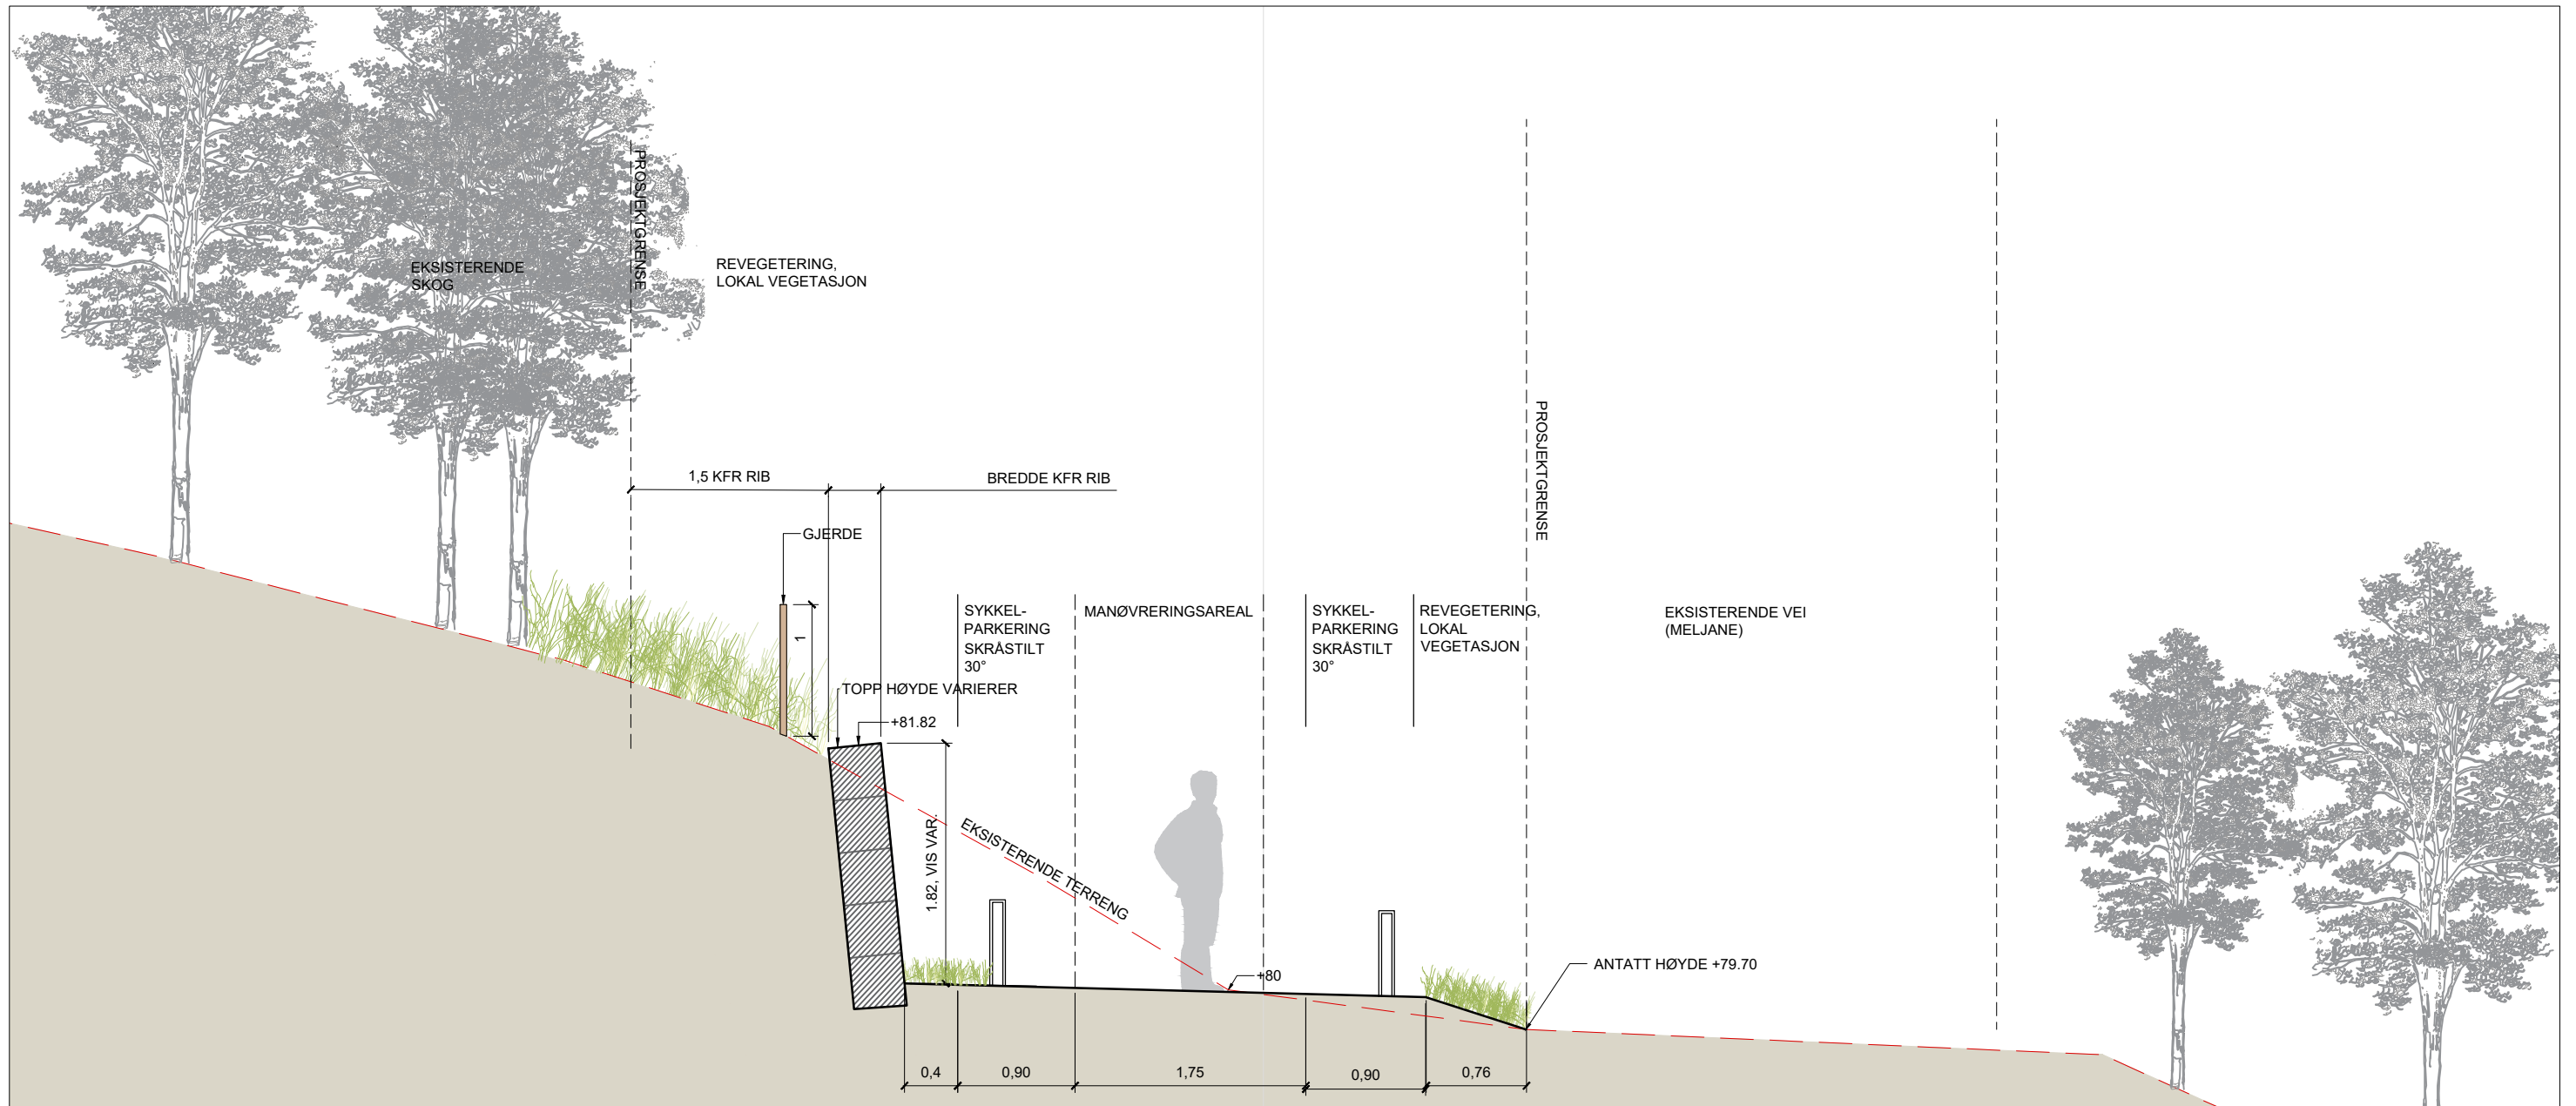 PROSJEKTGRENSE
EKSISTERENDE
SKOG
REVEGETERING,
LOKAL VEGETASJON
PROSJEKTGRENSE
1,5 KFR RIB
BREDDE KFR RIB
GJERDE
1
SYKKEL-
PARKERING
SKRÅSTILT
30°
MANØVRERINGSAREAL
SYKKEL-
PARKERING
SKRÅSTILT
30°
REVEGETERING,
LOKAL
VEGETASJON
EKSISTERENDE VEI
(MELJANE)
TOPP HØYDE VARIERER
+81.82
1.82, VIS VAR.
EKSISTERENDE TERRENG
+80
ANTATT HØYDE +79.70
0,4
0,90
1,75
0,90
0,76